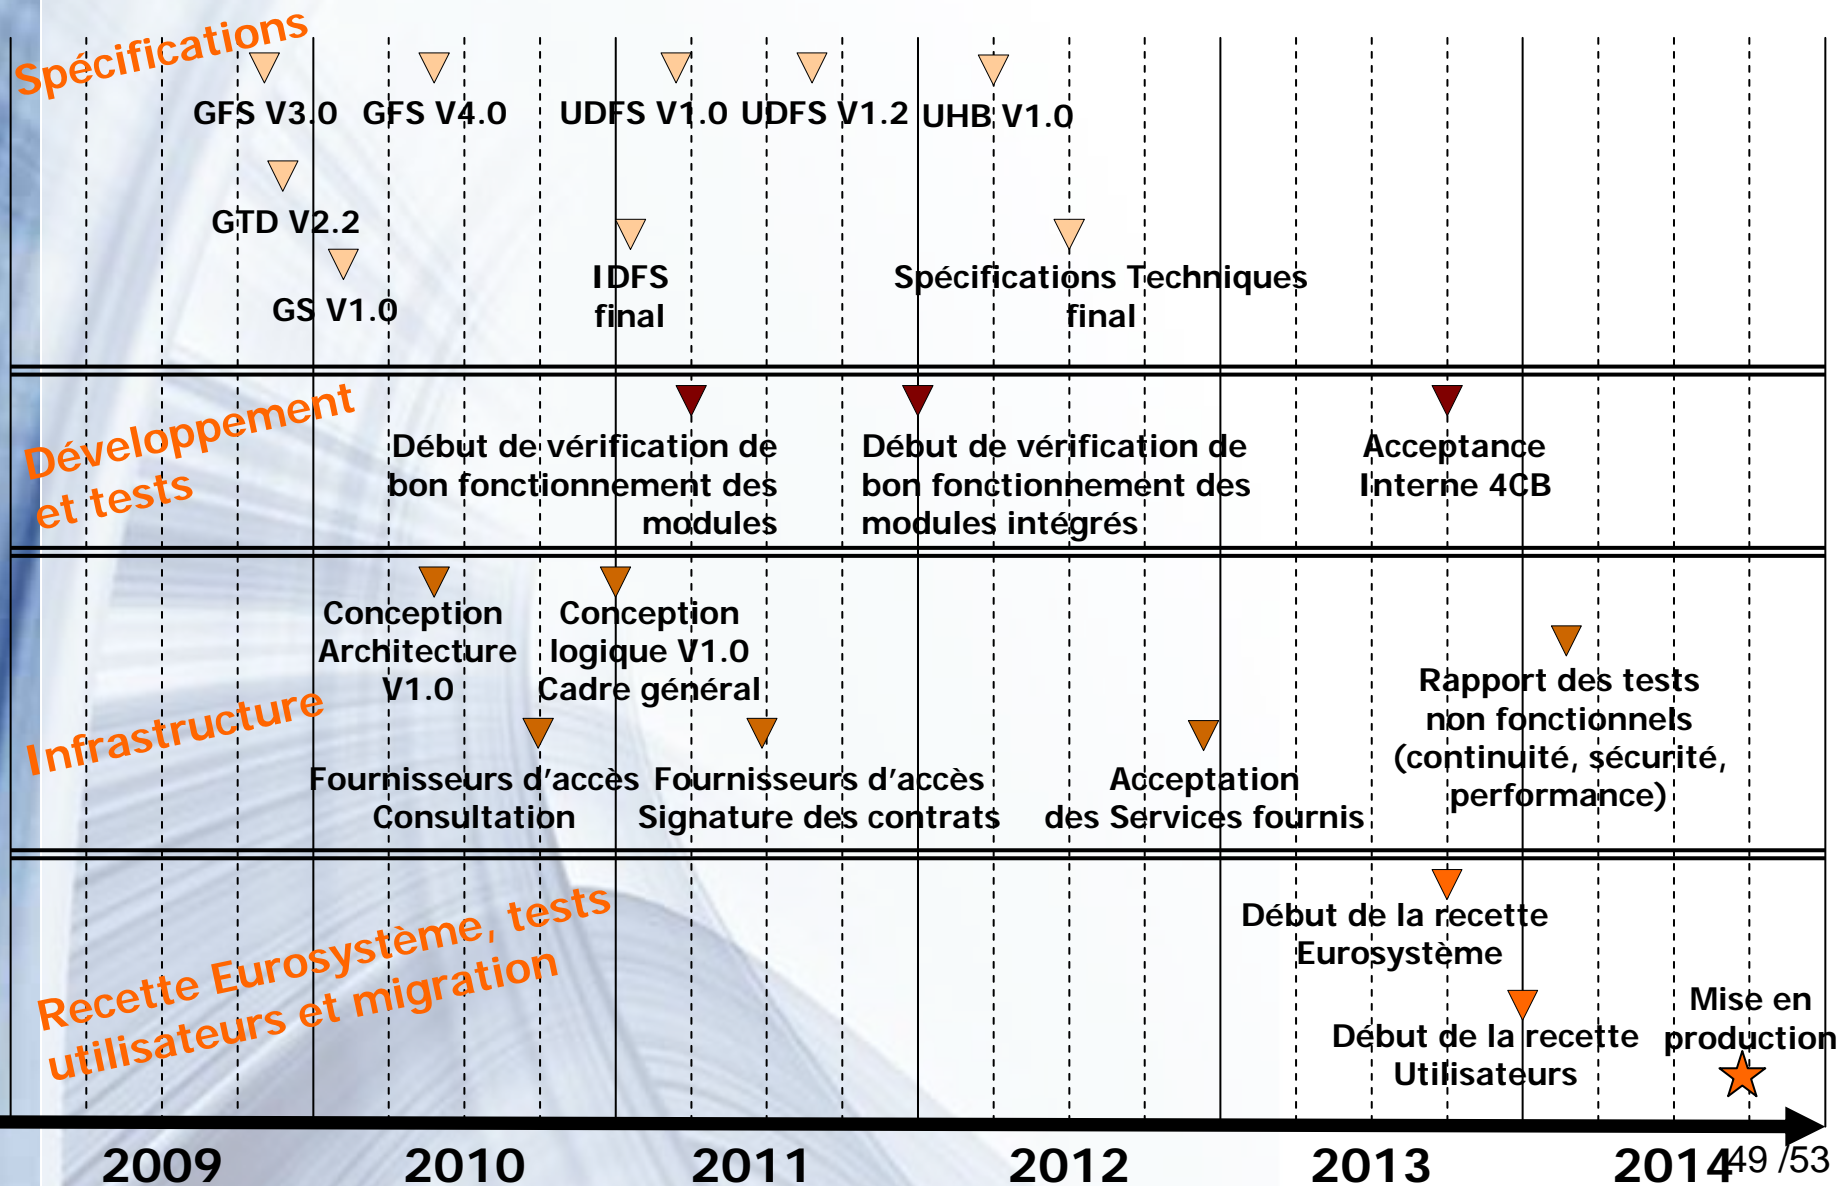 Spécifications
GFS V3.0
GFS V4.0
UDFS V1.0
UDFS V1.2
UHB V1.0
GTD V2.2
GS V1.0
IDFS
final
Spécifications Techniques
final
Développement
et tests
Début de vérification de
bon fonctionnement des
modules
Début de vérification de
bon fonctionnement des
modules intégrés
Acceptance
Interne 4CB
Infrastructure
Conception
Architecture
V1.0
Conception
logique V1.0
Cadre général
Fournisseurs d’accès
Consultation
Fournisseurs d’accès
Signature des contrats
Acceptation
des Services fournis
Rapport des tests
non fonctionnels
(continuité, sécurité,
performance)
Recette Eurosystème, tests
utilisateurs et migration
Début de la recette
Eurosystème
Début de la recette
Utilisateurs
Mise en
production
2009
2010
2011
2012
2013
2014
49 /53